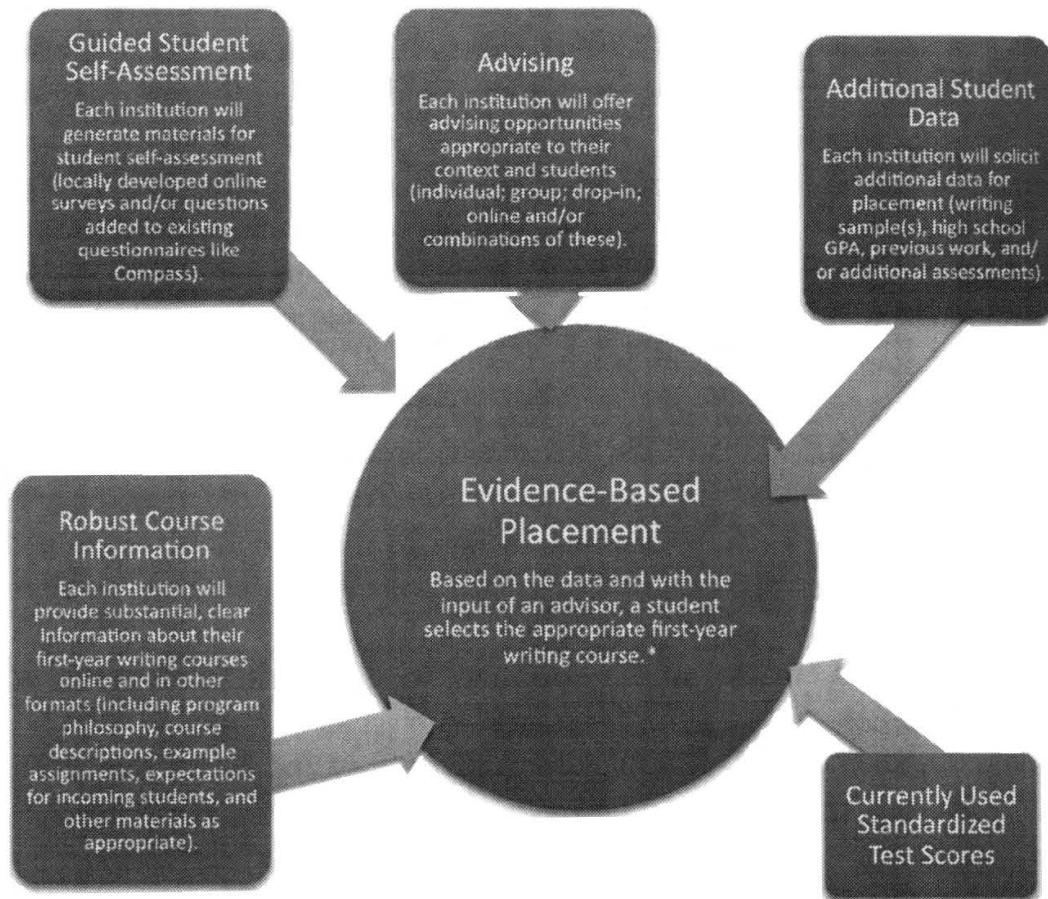 Guided Student
Self-Assessment
Each institution will
generate materials for
student self-assessment
(locally developed online
surveys and/or questions
added to existing
questionnaires like
Compass).
Advising
Each institution will offer
advising opportunities
appropriate to their
context and students
(individual; group; drop-in;
online and/or
combinations of these).
Additional Student
Data
Each institution will solicit
additional data for
placement (writing
sample(s), high school
GPA, previous work, and/
or additional assessments).
Evidence-Based
Placement
Based on the data and with the
input of an advisor, a student
selects the appropriate first-year
writing course.*
Robust Course
Information
Each institution will
provide substantial, clear
information about their
first-year writing courses
online and in other
formats (including program
philosophy, course
descriptions, example
assignments, expectations
for incoming students, and
other materials as
appropriate).
Currently Used
Standardized
Test Scores